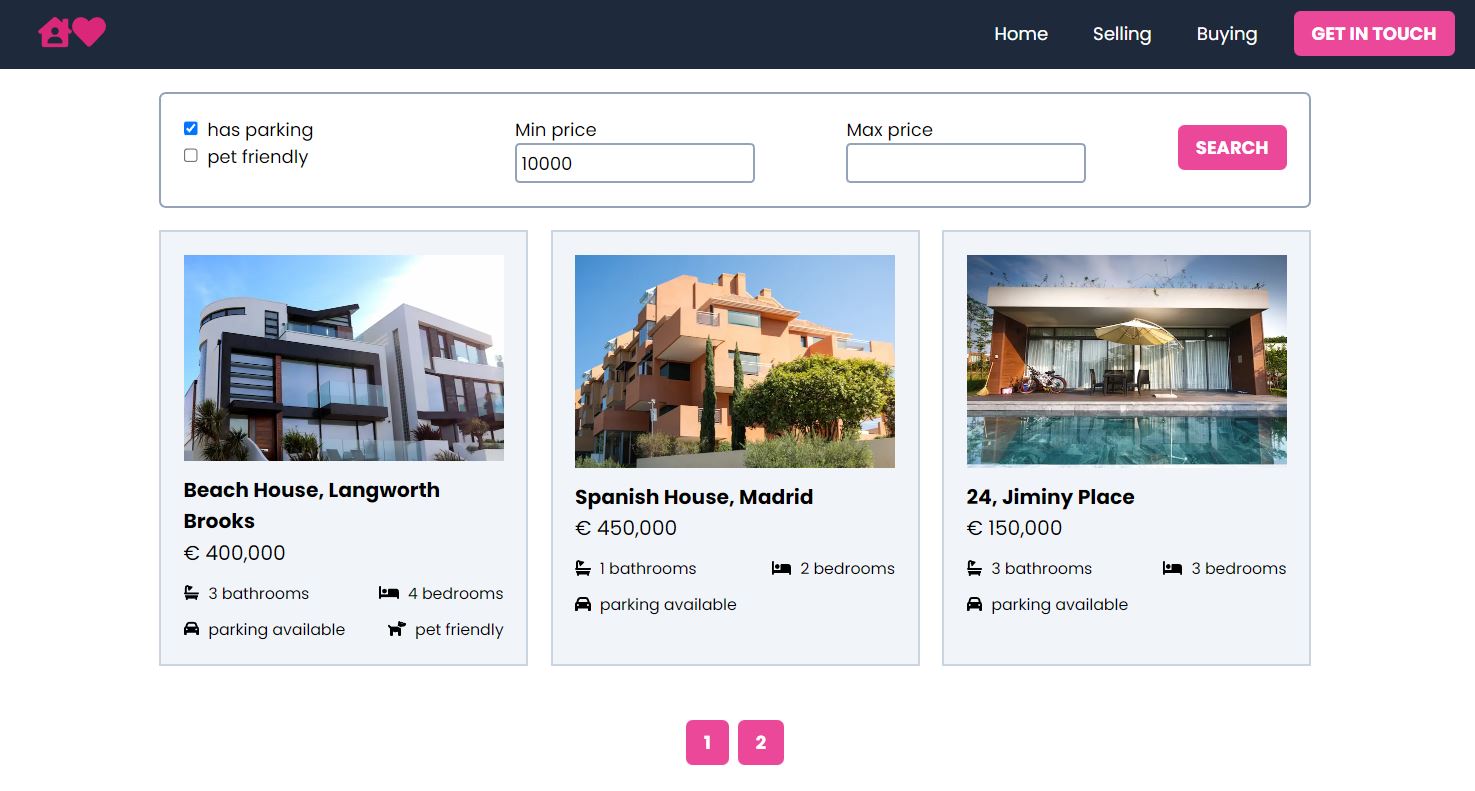 Home Selling Buying GET IN TOUCH
has parking
pet friendly
Min price
10000
Max price
SEARCH
Beach House, Langworth
Brooks
€ 400,000
3 bathrooms 4 bedrooms
parking available pet friendly
Spanish House, Madrid
€ 450,000
1 bathrooms 2 bedrooms
parking available
24, Jiminy Place
€ 150,000
3 bathrooms 3 bedrooms
parking available
1 2